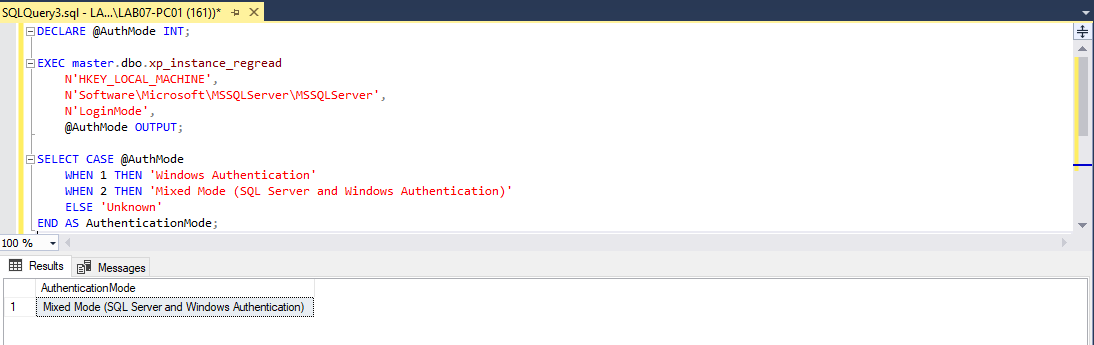 SQLQuery3.sql - LA...\LAB07-PC01 (161))*
DECLARE @AuthMode INT;
EXEC master.dbo.xp_instance_regread
N'HKEY_LOCAL_MACHINE',
N'Software\Microsoft\MSSQLServer\MSSQLServer',
N'LoginMode',
@AuthMode OUTPUT;
SELECT CASE @AuthMode
WHEN 1 THEN 'Windows Authentication'
WHEN 2 THEN 'Mixed Mode (SQL Server and Windows Authentication)'
ELSE 'Unknown'
END AS AuthenticationMode;
100 %
Results Messages
AuthenticationMode
1 Mixed Mode (SQL Server and Windows Authentication)